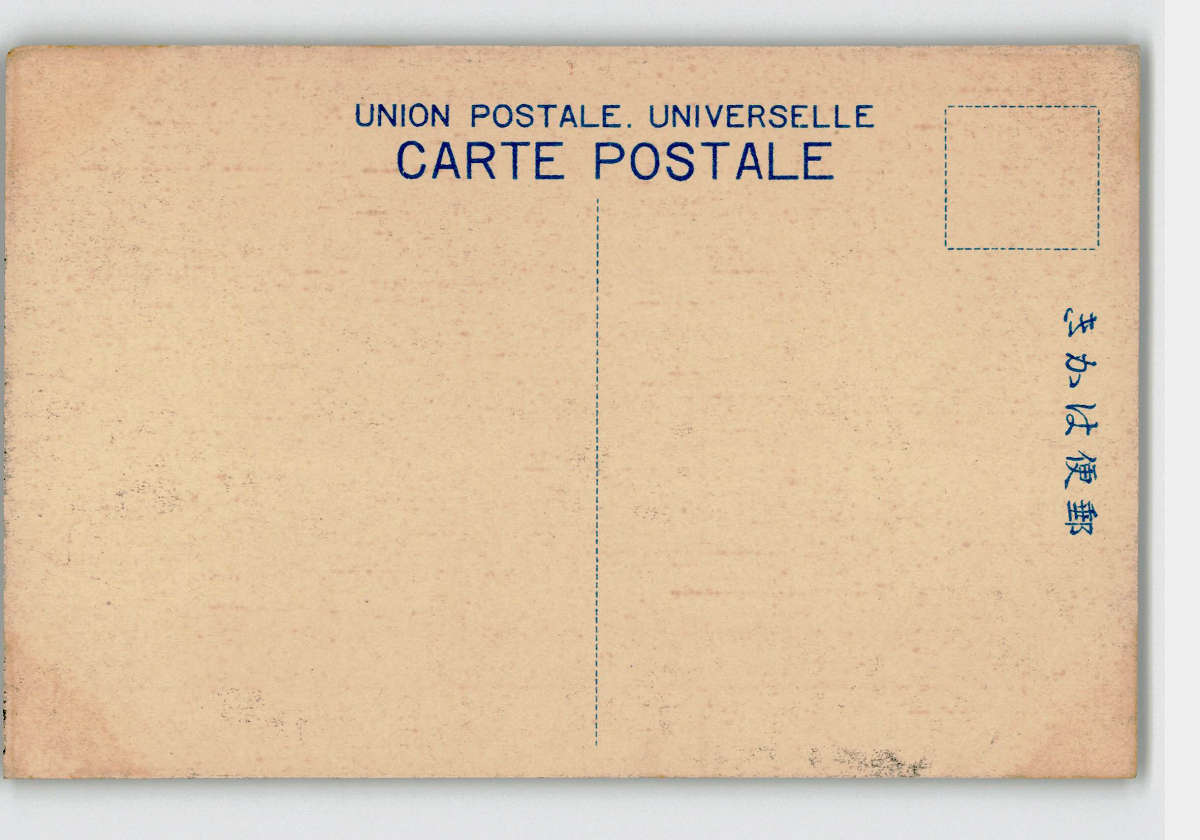 UNION POSTALE. UNIVERSELLE
CARTE POSTALE
郵便はかき